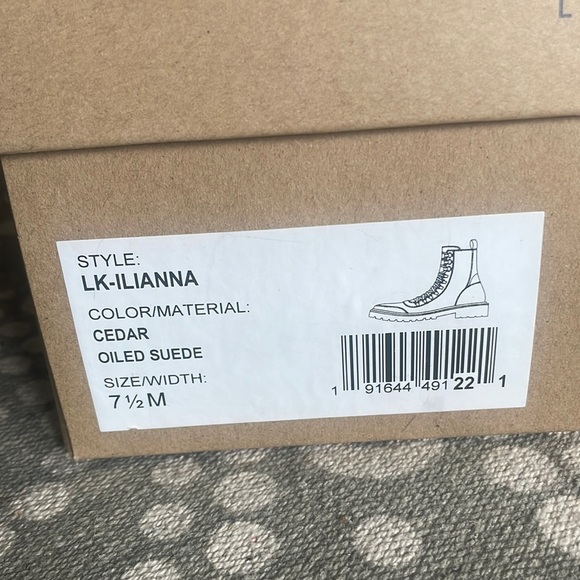 L
STYLE:
LK-ILIANNA
COLOR/MATERIAL:
CEDAR
OILED SUEDE
SIZE/WIDTH:
7 ½ M
1 91644 49122 1